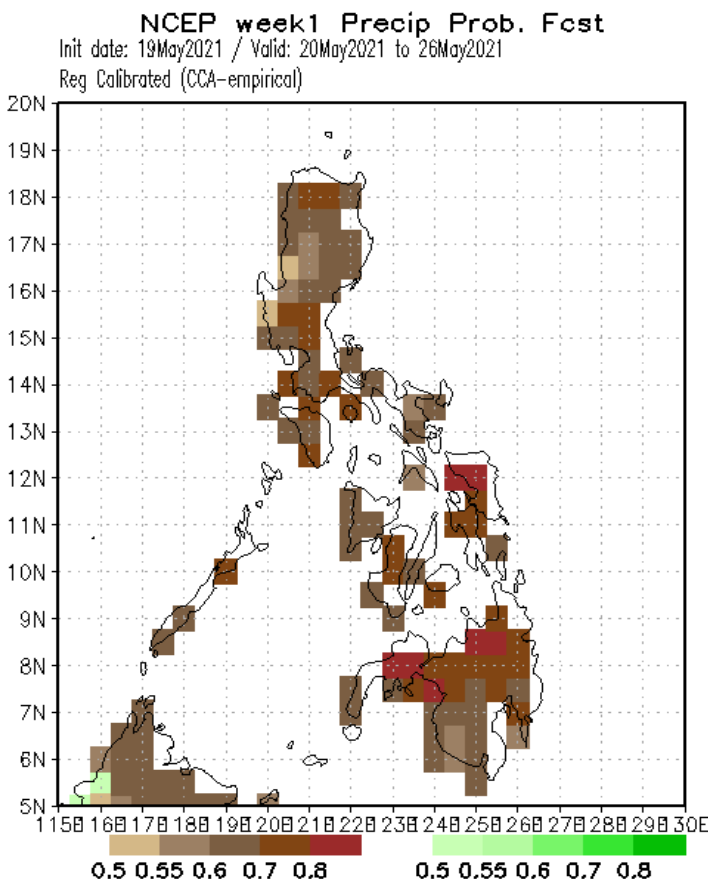 NCEP week1 Precip Prob. Fcst
Init date: 19May2021 / Valid: 20May2021 to 26May2021
Reg Calibrated (CCA-empirical)
20N
19N
18N
17N
16N
15N
14N
13N
12N
11N
10N
9N
8N
7N
6N
5N
0.5 0.55 0.6 0.7 0.8
0.5 0.55 0.6 0.7 0.8